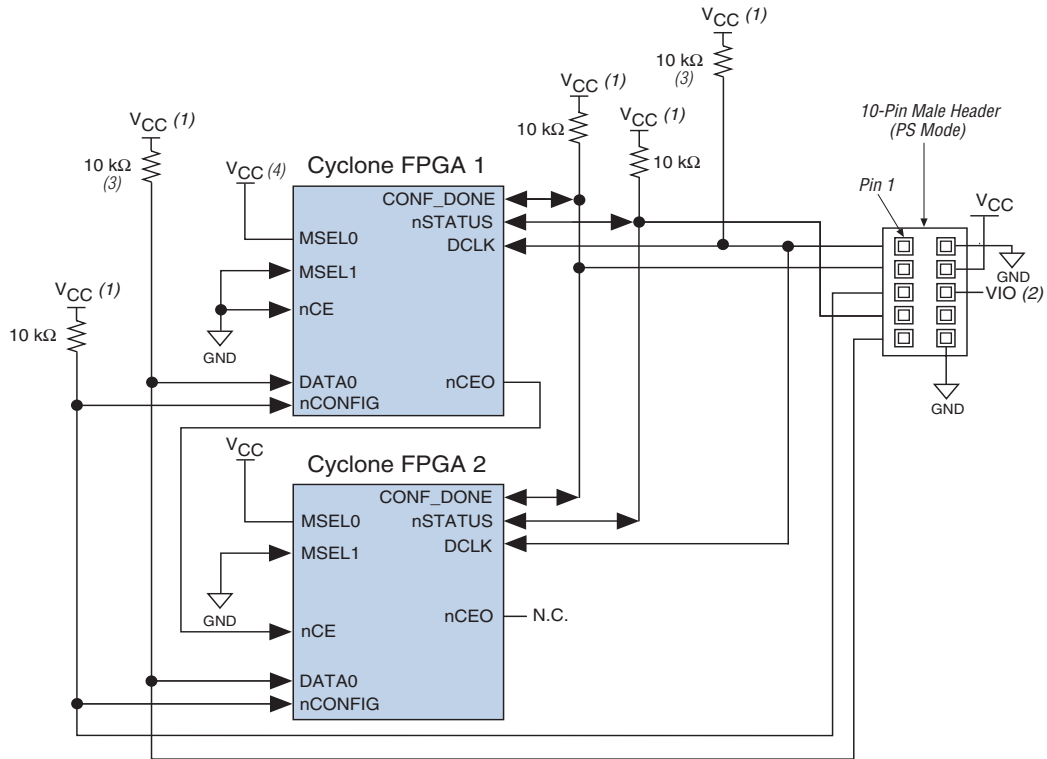 VCC (1)
10 kΩ
(3)
VCC (1)
10 kΩ
VCC (1)
10 kΩ
10-Pin Male Header
(PS Mode)
Pin 1
VCC
VCC (1)
10 kΩ
(3)
VCC (4)
Cyclone FPGA 1
CONF_DONE
nSTATUS
DCLK
MSEL0
MSEL1
nCE
GND
DATA0
nCONFIG
nCEO
GND
VIO (2)
GND
VCC (1)
10 kΩ
VCC
Cyclone FPGA 2
CONF_DONE
nSTATUS
DCLK
MSEL0
MSEL1
GND
nCE
nCEO
N.C.
DATA0
nCONFIG